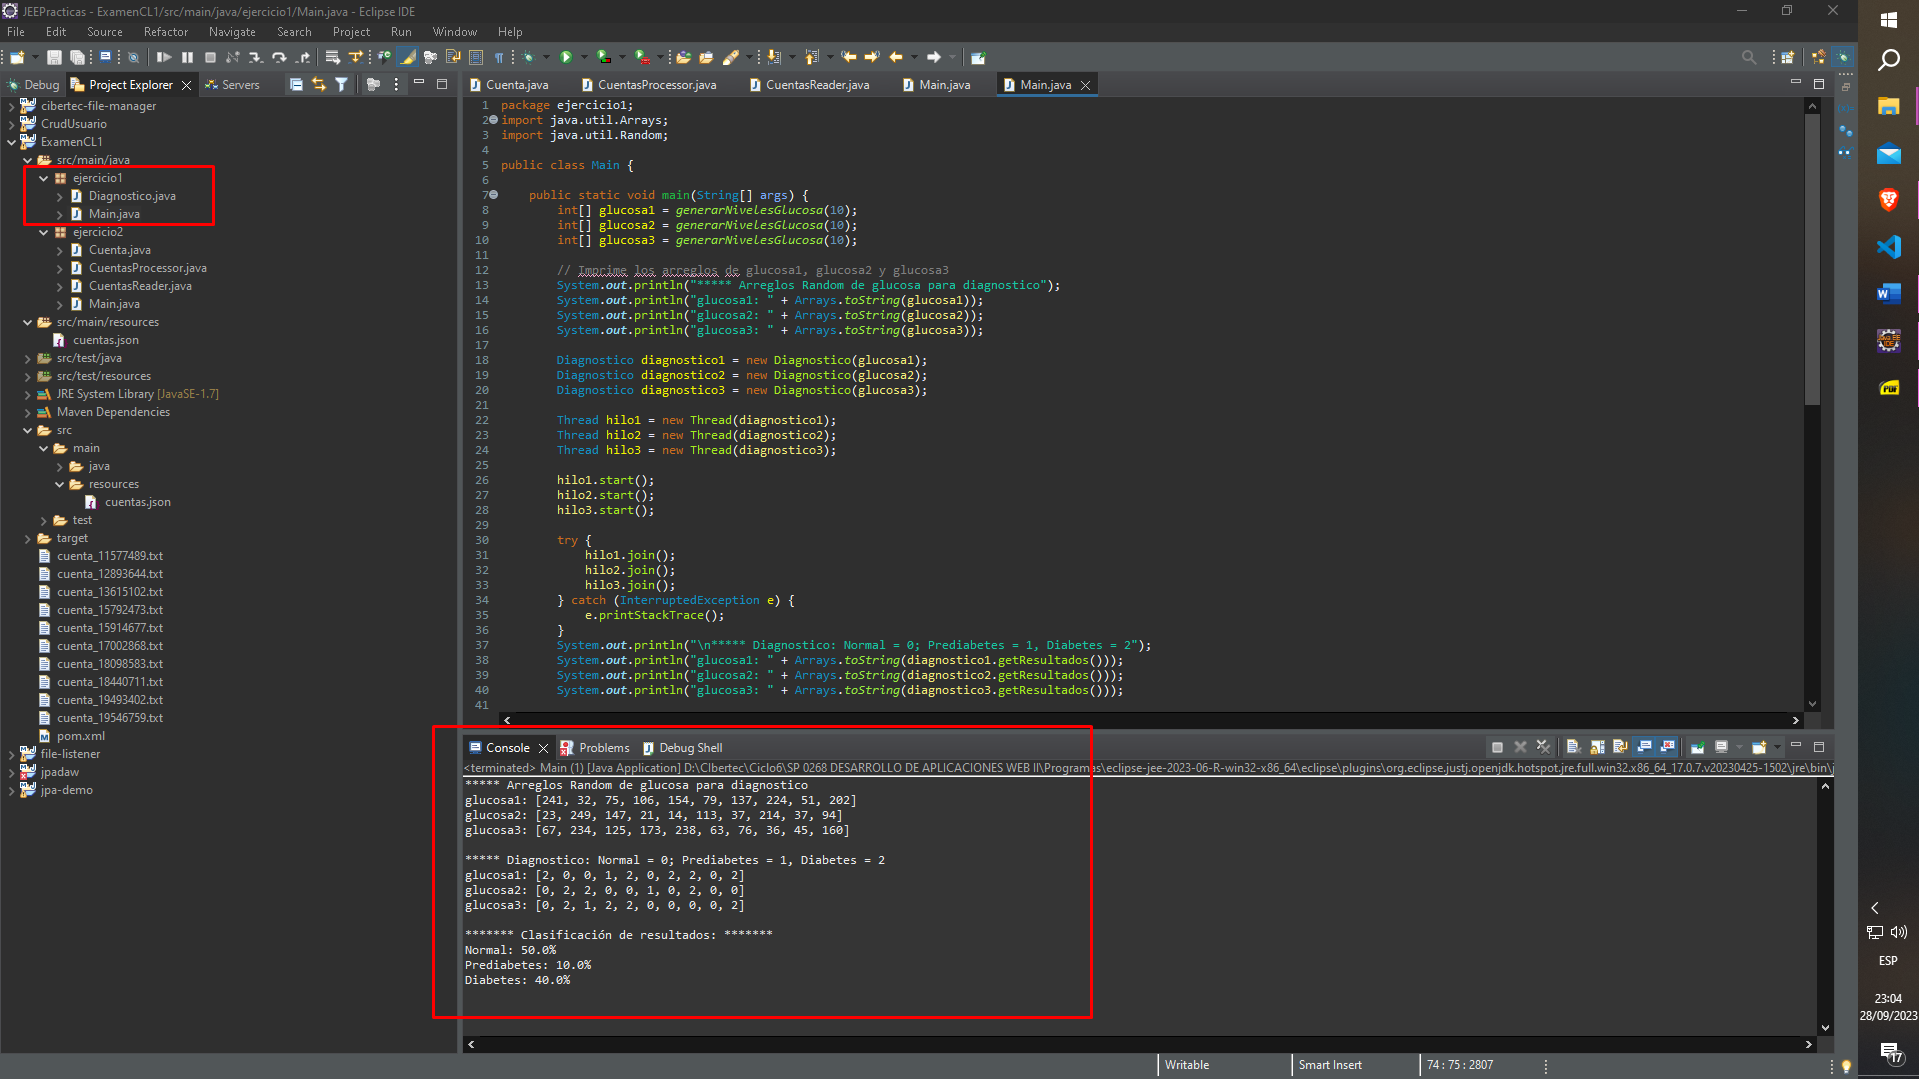 JEEPracticas - ExamenCL1/src/main/java/ejercicio1/Main.java - Eclipse IDE
File Edit Source Refactor Navigate Search Project Run Window Help
Debug Project Explorer Servers
cibertec-file-manager
CrudUsuario
ExamenCL1
src/main/java
ejercicio1
Diagnostico.java
Main.java
ejercicio2
Cuenta.java
CuentasProcessor.java
CuentasReader.java
Main.java
src/main/resources
cuentas.json
src/test/java
src/test/resources
JRE System Library [JavaSE-1.7]
Maven Dependencies
src
main
java
resources
cuentas.json
test
target
cuenta_11577489.txt
cuenta_12893644.txt
cuenta_13615102.txt
cuenta_15792473.txt
cuenta_15914677.txt
cuenta_17002868.txt
cuenta_18098583.txt
cuenta_18440711.txt
cuenta_19493402.txt
cuenta_19546759.txt
pom.xml
file-listener
jpadaw
jpa-demo
Cuenta.java CuentasProcessor.java CuentasReader.java Main.java Main.java
1 package ejercicio1;
2 import java.util.Arrays;
3 import java.util.Random;
4
5 public class Main {
6
7 public static void main(String[] args) {
8 int[] glucosa1 = generarNivelesGlucosa(10);
9 int[] glucosa2 = generarNivelesGlucosa(10);
10 int[] glucosa3 = generarNivelesGlucosa(10);
11
12 // Imprime los arreglos de glucosa1, glucosa2 y glucosa3
13 System.out.println("***** Arreglos Random de glucosa para diagnostico");
14 System.out.println("glucosa1: " + Arrays.toString(glucosa1));
15 System.out.println("glucosa2: " + Arrays.toString(glucosa2));
16 System.out.println("glucosa3: " + Arrays.toString(glucosa3));
17
18 Diagnostico diagnostico1 = new Diagnostico(glucosa1);
19 Diagnostico diagnostico2 = new Diagnostico(glucosa2);
20 Diagnostico diagnostico3 = new Diagnostico(glucosa3);
21
22 Thread hilo1 = new Thread(diagnostico1);
23 Thread hilo2 = new Thread(diagnostico2);
24 Thread hilo3 = new Thread(diagnostico3);
25
26 hilo1.start();
27 hilo2.start();
28 hilo3.start();
29
30 try {
31 hilo1.join();
32 hilo2.join();
33 hilo3.join();
34 } catch (InterruptedException e) {
35 e.printStackTrace();
36 }
37 System.out.println("\n***** Diagnostico: Normal = 0; Prediabetes = 1, Diabetes = 2");
38 System.out.println("glucosa1: " + Arrays.toString(diagnostico1.getResultados()));
39 System.out.println("glucosa2: " + Arrays.toString(diagnostico2.getResultados()));
40 System.out.println("glucosa3: " + Arrays.toString(diagnostico3.getResultados()));
41
Console Problems Debug Shell
<terminated> Main (1) [Java Application] D:\CIbertec\Ciclo6\SP 0268 DESARROLLO DE APLICACIONES WEB II\Programas\eclipse-jee-2023-06-R-win32-x86_64\eclipse\plugins\org.eclipse.justj.openjdk.hotspot.jre.full.win32.x86_64_17.0.7.v20230425-1502\jre\bin\j
***** Arreglos Random de glucosa para diagnostico
glucosa1: [241, 32, 75, 106, 154, 79, 137, 224, 51, 202]
glucosa2: [23, 249, 147, 21, 14, 113, 37, 214, 37, 94]
glucosa3: [67, 234, 125, 173, 238, 63, 76, 36, 45, 160]
***** Diagnostico: Normal = 0; Prediabetes = 1, Diabetes = 2
glucosa1: [2, 0, 0, 1, 2, 0, 2, 2, 0, 2]
glucosa2: [0, 2, 2, 0, 0, 1, 0, 2, 0, 0]
glucosa3: [0, 2, 1, 2, 2, 0, 0, 0, 0, 2]
******* Clasificación de resultados: *******
Normal: 50.0%
Prediabetes: 10.0%
Diabetes: 40.0%
Writable Smart Insert 74 : 75 : 2807
PDF
ESP
23:04
28/09/2023
17